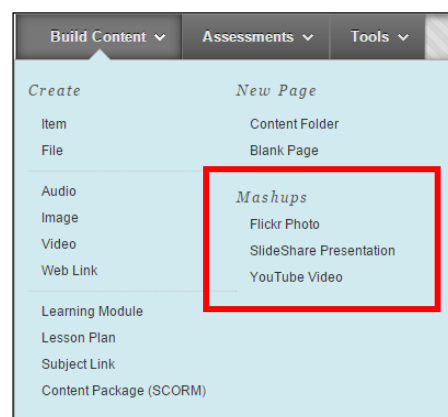 Build Content Assessments Tools
Create
Item
File
Audio
Image
Video
Web Link
Learning Module
Lesson Plan
Subject Link
Content Package (SCORM)
New Page
Content Folder
Blank Page
Mashups
Flickr Photo
SlideShare Presentation
YouTube Video